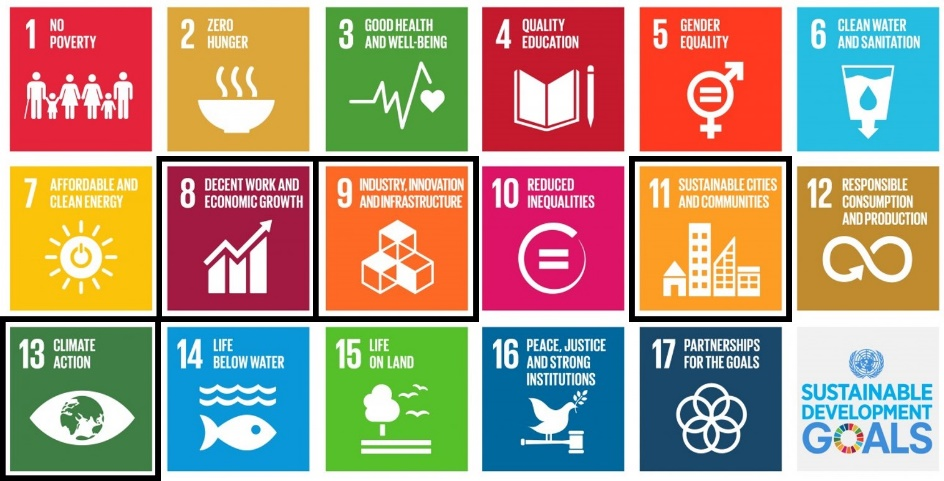 1 NO
POVERTY
2 ZERO
HUNGER
3 GOOD HEALTH
AND WELL-BEING
4 QUALITY
EDUCATION
5 GENDER
EQUALITY
6 CLEAN WATER
AND SANITATION
7 AFFORDABLE AND
CLEAN ENERGY
8 DECENT WORK AND
ECONOMIC GROWTH
9 INDUSTRY, INNOVATION
AND INFRASTRUCTURE
10 REDUCED
INEQUALITIES
11 SUSTAINABLE CITIES
AND COMMUNITIES
12 RESPONSIBLE
CONSUMPTION
AND PRODUCTION
13 CLIMATE
ACTION
14 LIFE
BELOW WATER
15 LIFE
ON LAND
16 PEACE, JUSTICE
AND STRONG
INSTITUTIONS
17 PARTNERSHIPS
FOR THE GOALS
SUSTAINABLE
DEVELOPMENT
GOALS